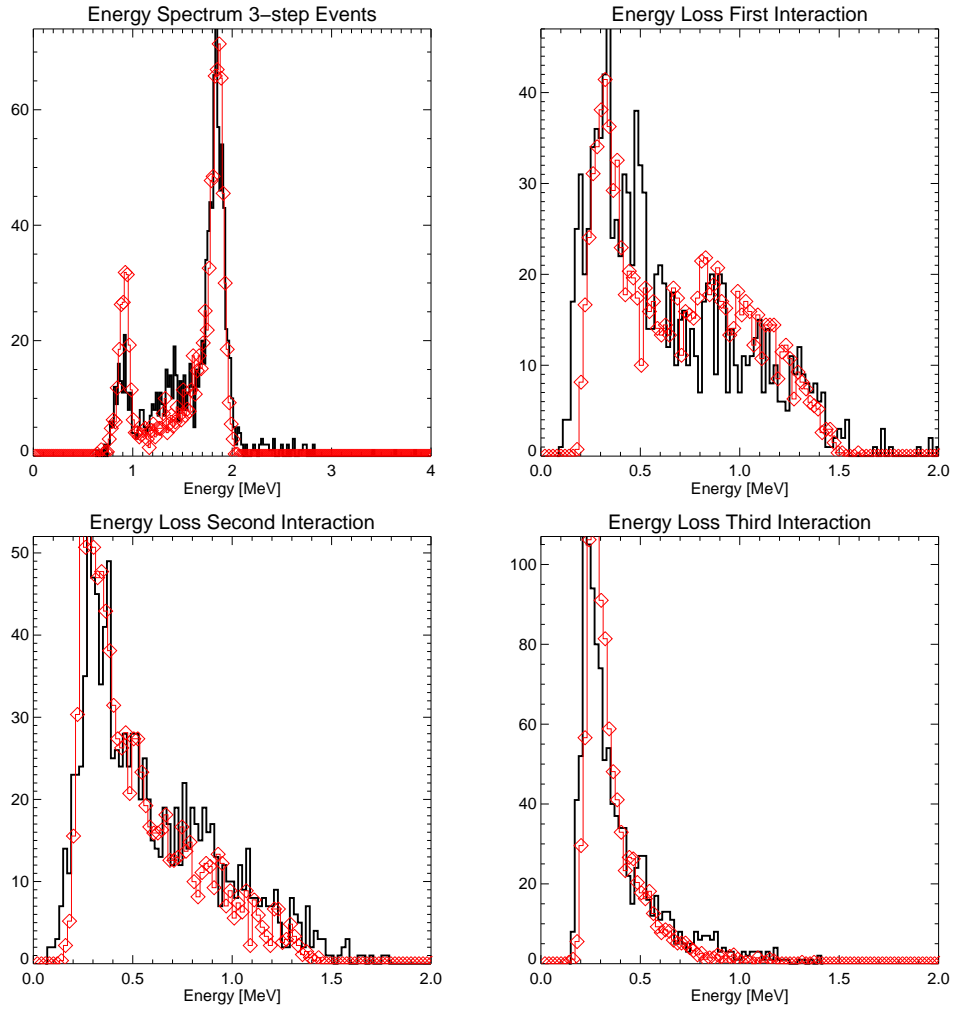 Energy Spectrum 3−step Events
60
40
20
0
0 1 2 3 4
Energy [MeV]
Energy Loss First Interaction
40
30
20
10
0
0.0 0.5 1.0 1.5 2.0
Energy [MeV]
Energy Loss Second Interaction
50
40
30
20
10
0
0.0 0.5 1.0 1.5 2.0
Energy [MeV]
Energy Loss Third Interaction
100
80
60
40
20
0
0.0 0.5 1.0 1.5 2.0
Energy [MeV]